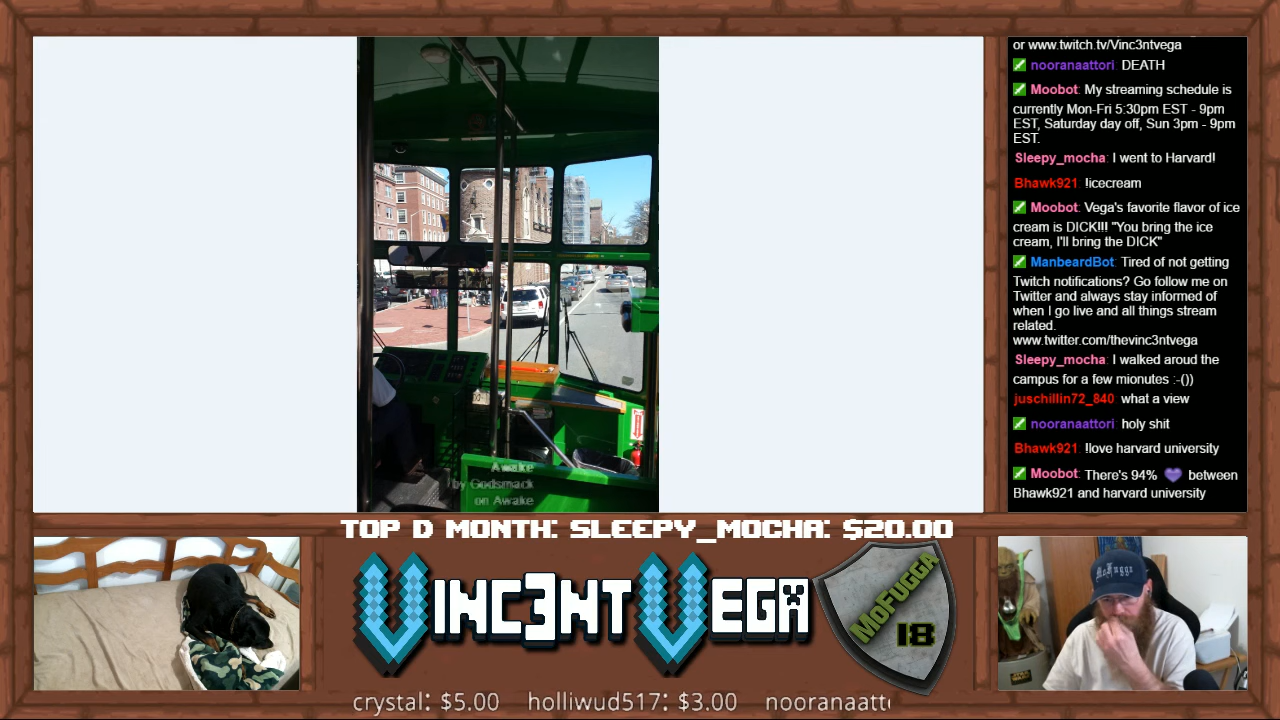 or www.twitch.tv/Vinc3ntvega
nooranaattori: DEATH
Moobot: My streaming schedule is
currently Mon-Fri 5:30pm EST - 9pm
EST, Saturday day off, Sun 3pm - 9pm
EST.
Sleepy_mocha: I went to Harvard!
Bhawk921: !icecream
Moobot: Vega's favorite flavor of ice
cream is DICK!!! "You bring the ice
cream, I'll bring the DICK"
ManbeardBot: Tired of not getting
Twitch notifications? Go follow me on
Twitter and always stay informed of
when I go live and all things stream
related.
www.twitter.com/thevinc3ntvega
Sleepy_mocha: I walked aroud the
campus for a few mionutes :-())
juschillin72_840: what a view
nooranaattori: holy shit
Bhawk921: !love harvard university
Moobot: There's 94% 💜 between
Bhawk921 and harvard university
Awake
by Godsmack
on Awake
TOP D MONTH: SLEEPY_MOCHA: $20.00
VINC3NT VEGA
MOFUGGA
18
MoFugga
crystal: $5.00 holliwud517: $3.00 nooranaatt